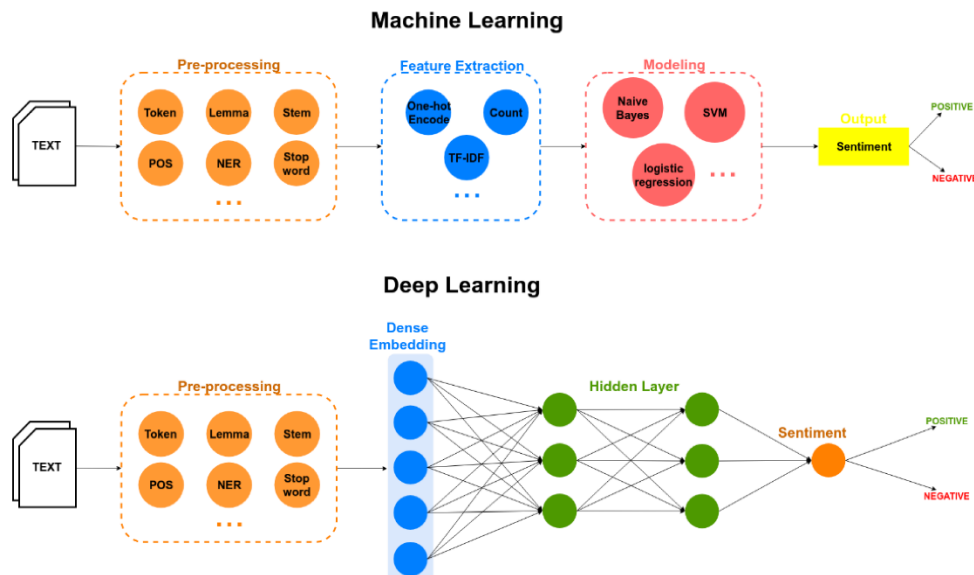 Machine Learning
Pre-processing
Feature Extraction
Modeling
TEXT
Token
Lemma
Stem
POS
NER
Stop
word
...
One-hot
Encode
Count
TF-IDF
...
Naive
Bayes
SVM
logistic
regression
...
Output
Sentiment
POSITIVE
NEGATIVE
Deep Learning
TEXT
Pre-processing
Token
Lemma
Stem
POS
NER
Stop
word
...
Dense
Embedding
Hidden Layer
Sentiment
POSITIVE
NEGATIVE